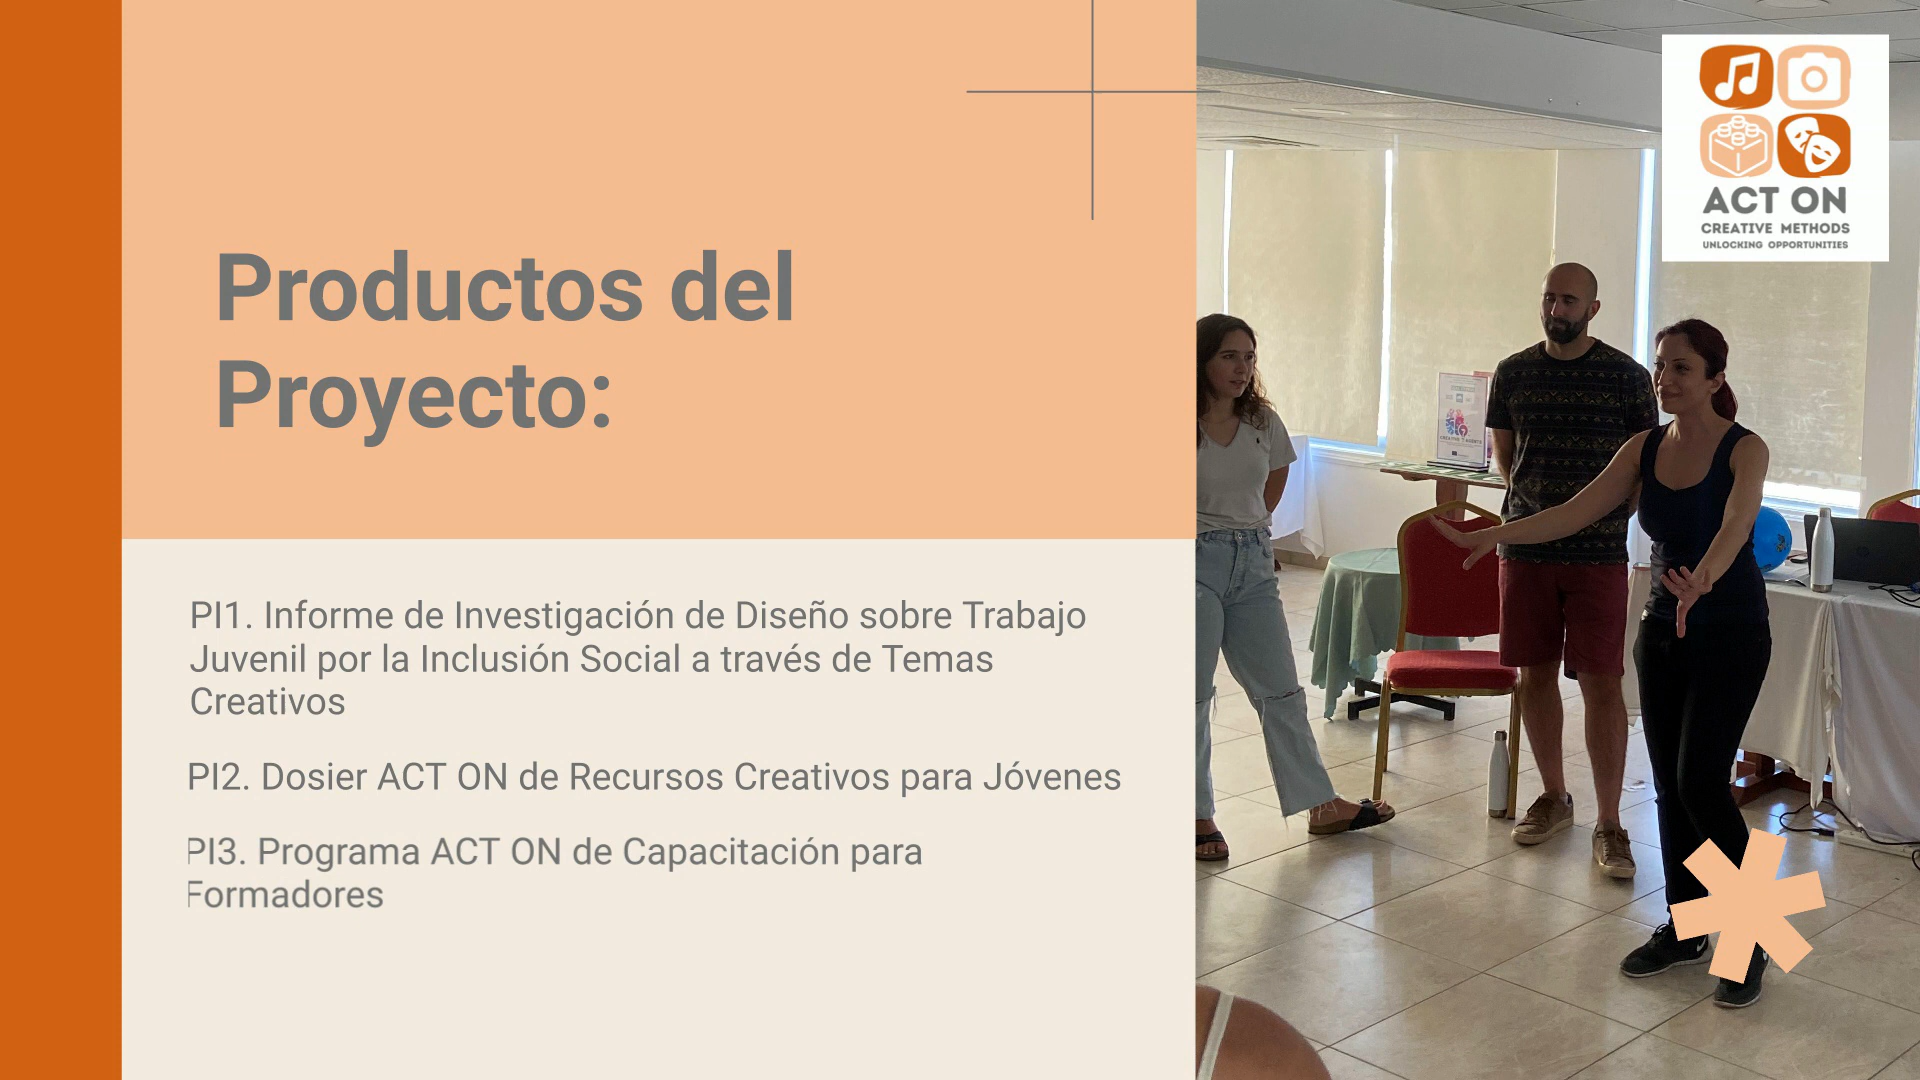 Productos del
Proyecto:
PI1. Informe de Investigación de Diseño sobre Trabajo
Juvenil por la Inclusión Social a través de Temas
Creativos
PI2. Dosier ACT ON de Recursos Creativos para Jóvenes
PI3. Programa ACT ON de Capacitación para
Formadores
ACT ON
CREATIVE METHODS
UNLOCKING OPPORTUNITIES